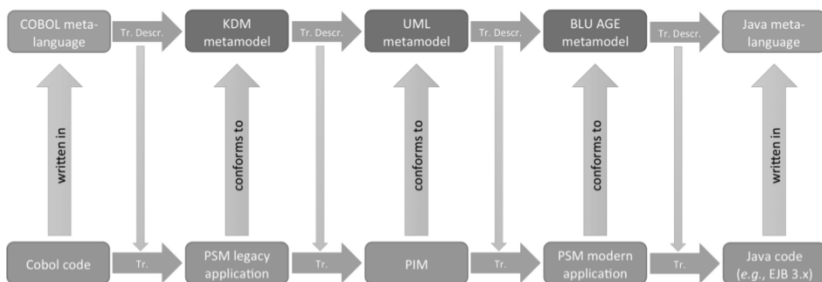 COBOL meta-
language
Tr. Descr.
KDM
metamodel
Tr. Descr.
UML
metamodel
Tr. Descr.
BLU AGE
metamodel
Tr. Descr.
Java meta-
language
written in
conforms to
conforms to
conforms to
written in
Cobol code
Tr.
PSM legacy
application
Tr.
PIM
Tr.
PSM modern
application
Tr.
Java code
(e.g., EJB 3.x)